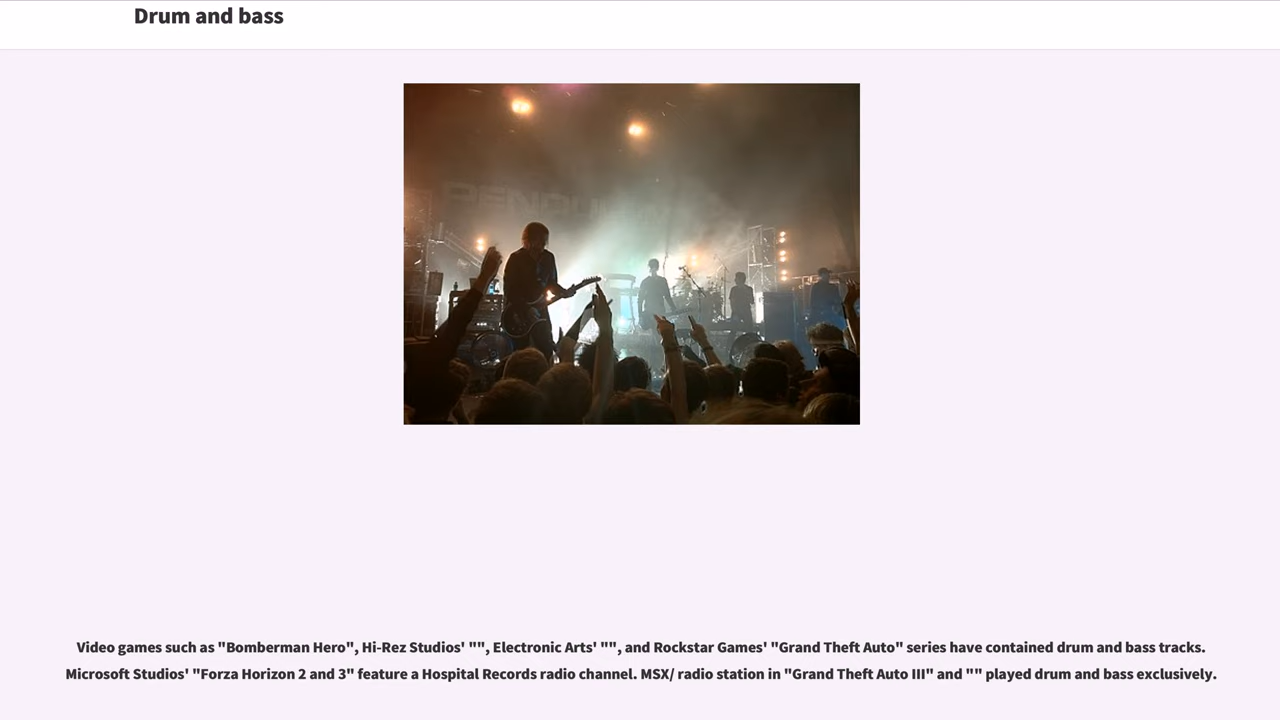 Drum and bass
Video games such as "Bomberman Hero", Hi-Rez Studios' "", Electronic Arts' "", and Rockstar Games' "Grand Theft Auto" series have contained drum and bass tracks.
Microsoft Studios' "Forza Horizon 2 and 3" feature a Hospital Records radio channel. MSX/ radio station in "Grand Theft Auto III" and "" played drum and bass exclusively.